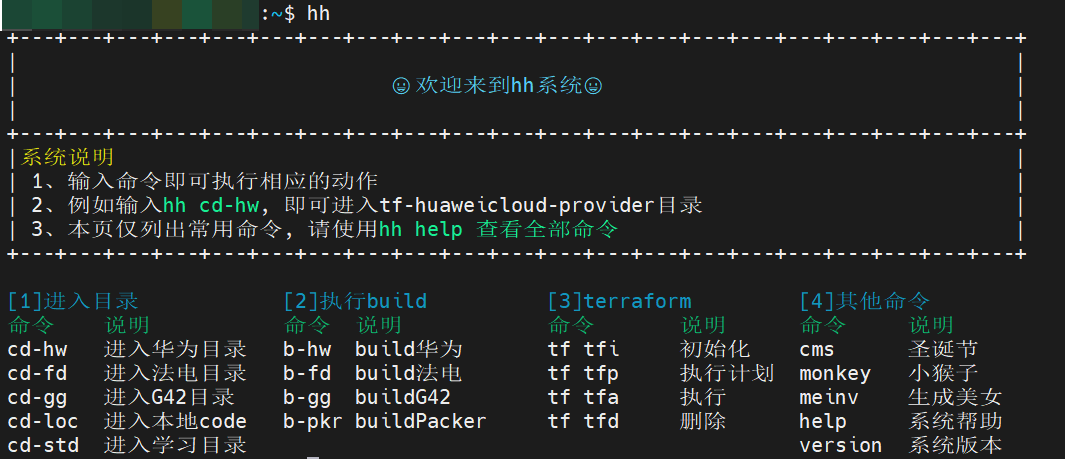 :~$ hh
😀欢迎来到hh系统😀
系统说明
1、输入命令即可执行相应的动作
2、例如输入hh cd-hw，即可进入tf-huaweicloud-provider目录
3、本页仅列出常用命令，请使用hh help 查看全部命令
[1]进入目录 [2]执行build [3]terraform [4]其他命令
命令 说明 命令 说明 命令 说明 命令 说明
cd-hw 进入华为目录 b-hw build华为 tf tfi 初始化 cms 圣诞节
cd-fd 进入法电目录 b-fd build法电 tf tfp 执行计划 monkey 小猴子
cd-gg 进入G42目录 b-gg buildG42 tf tfa 执行 meinv 生成美女
cd-loc 进入本地code b-pkr buildPacker tf tfd 删除 help 系统帮助
cd-std 进入学习目录 version 系统版本